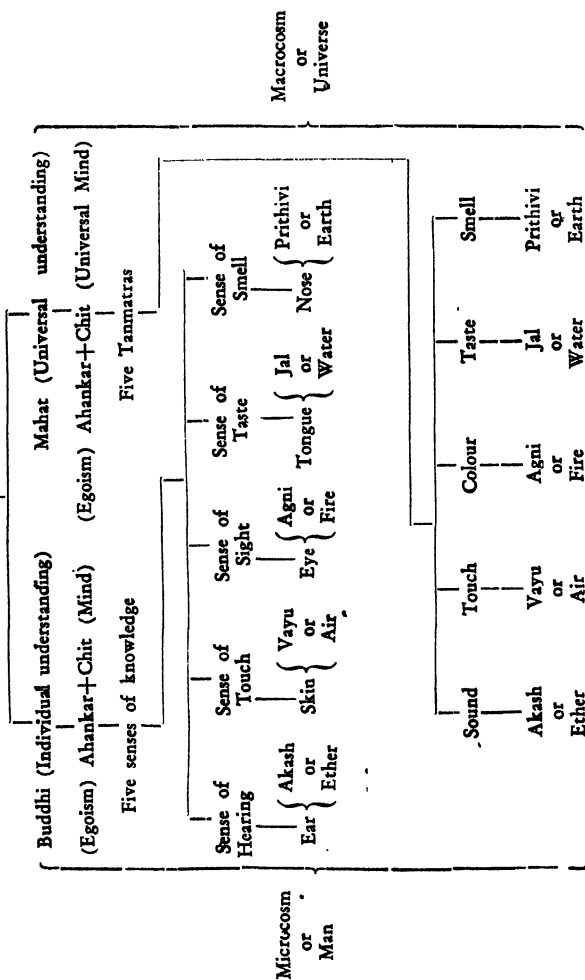 Microcosm
or
Man
Macrocosm
or
Universe
Buddhi (Individual understanding) Mahat (Universal understanding)
(Egoism) Ahankar+Chit (Mind) (Egoism) Ahankar+Chit (Universal Mind)
Five senses of knowledge Five Tanmatras
Sense of Sense of Sense of Sense of Sense of
Hearing Touch Sight Taste Smell
Ear { Akash or Ether } Skin { Vayu or Air } Eye { Agni or Fire } Tongue { Jal or Water } Nose { Prithivi or Earth }
Sound Touch Colour Taste Smell
Akash Vayu Agni Jal Prithivi
or or or or or
Ether Air Fire Water Earth